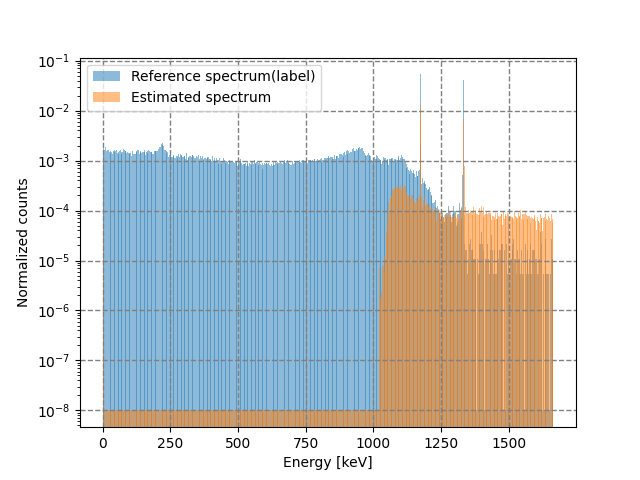 Reference spectrum(label)
Estimated spectrum
Normalized counts
10⁻¹
10⁻²
10⁻³
10⁻⁴
10⁻⁵
10⁻⁶
10⁻⁷
10⁻⁸
0 250 500 750 1000 1250 1500
Energy [keV]